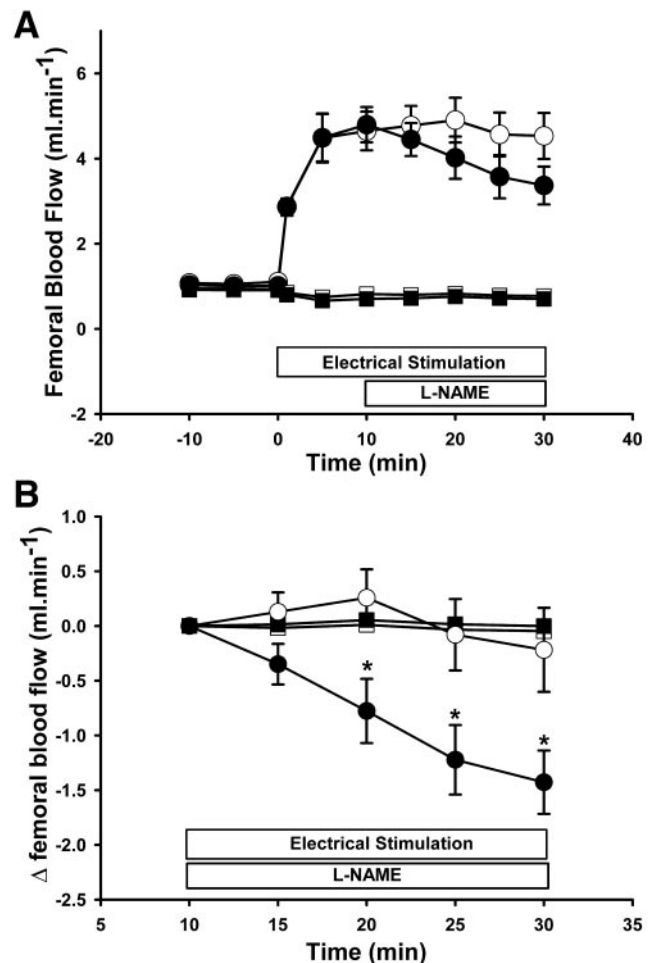 A
Femoral Blood Flow (ml.min-1)
6
4
2
0
-2
Electrical Stimulation
L-NAME
-20 -10 0 10 20 30 40
Time (min)
B
Δ femoral blood flow (ml.min-1)
1.0
0.5
0.0
-0.5
-1.0
-1.5
-2.0
-2.5
* * *
Electrical Stimulation
L-NAME
5 10 15 20 25 30 35
Time (min)